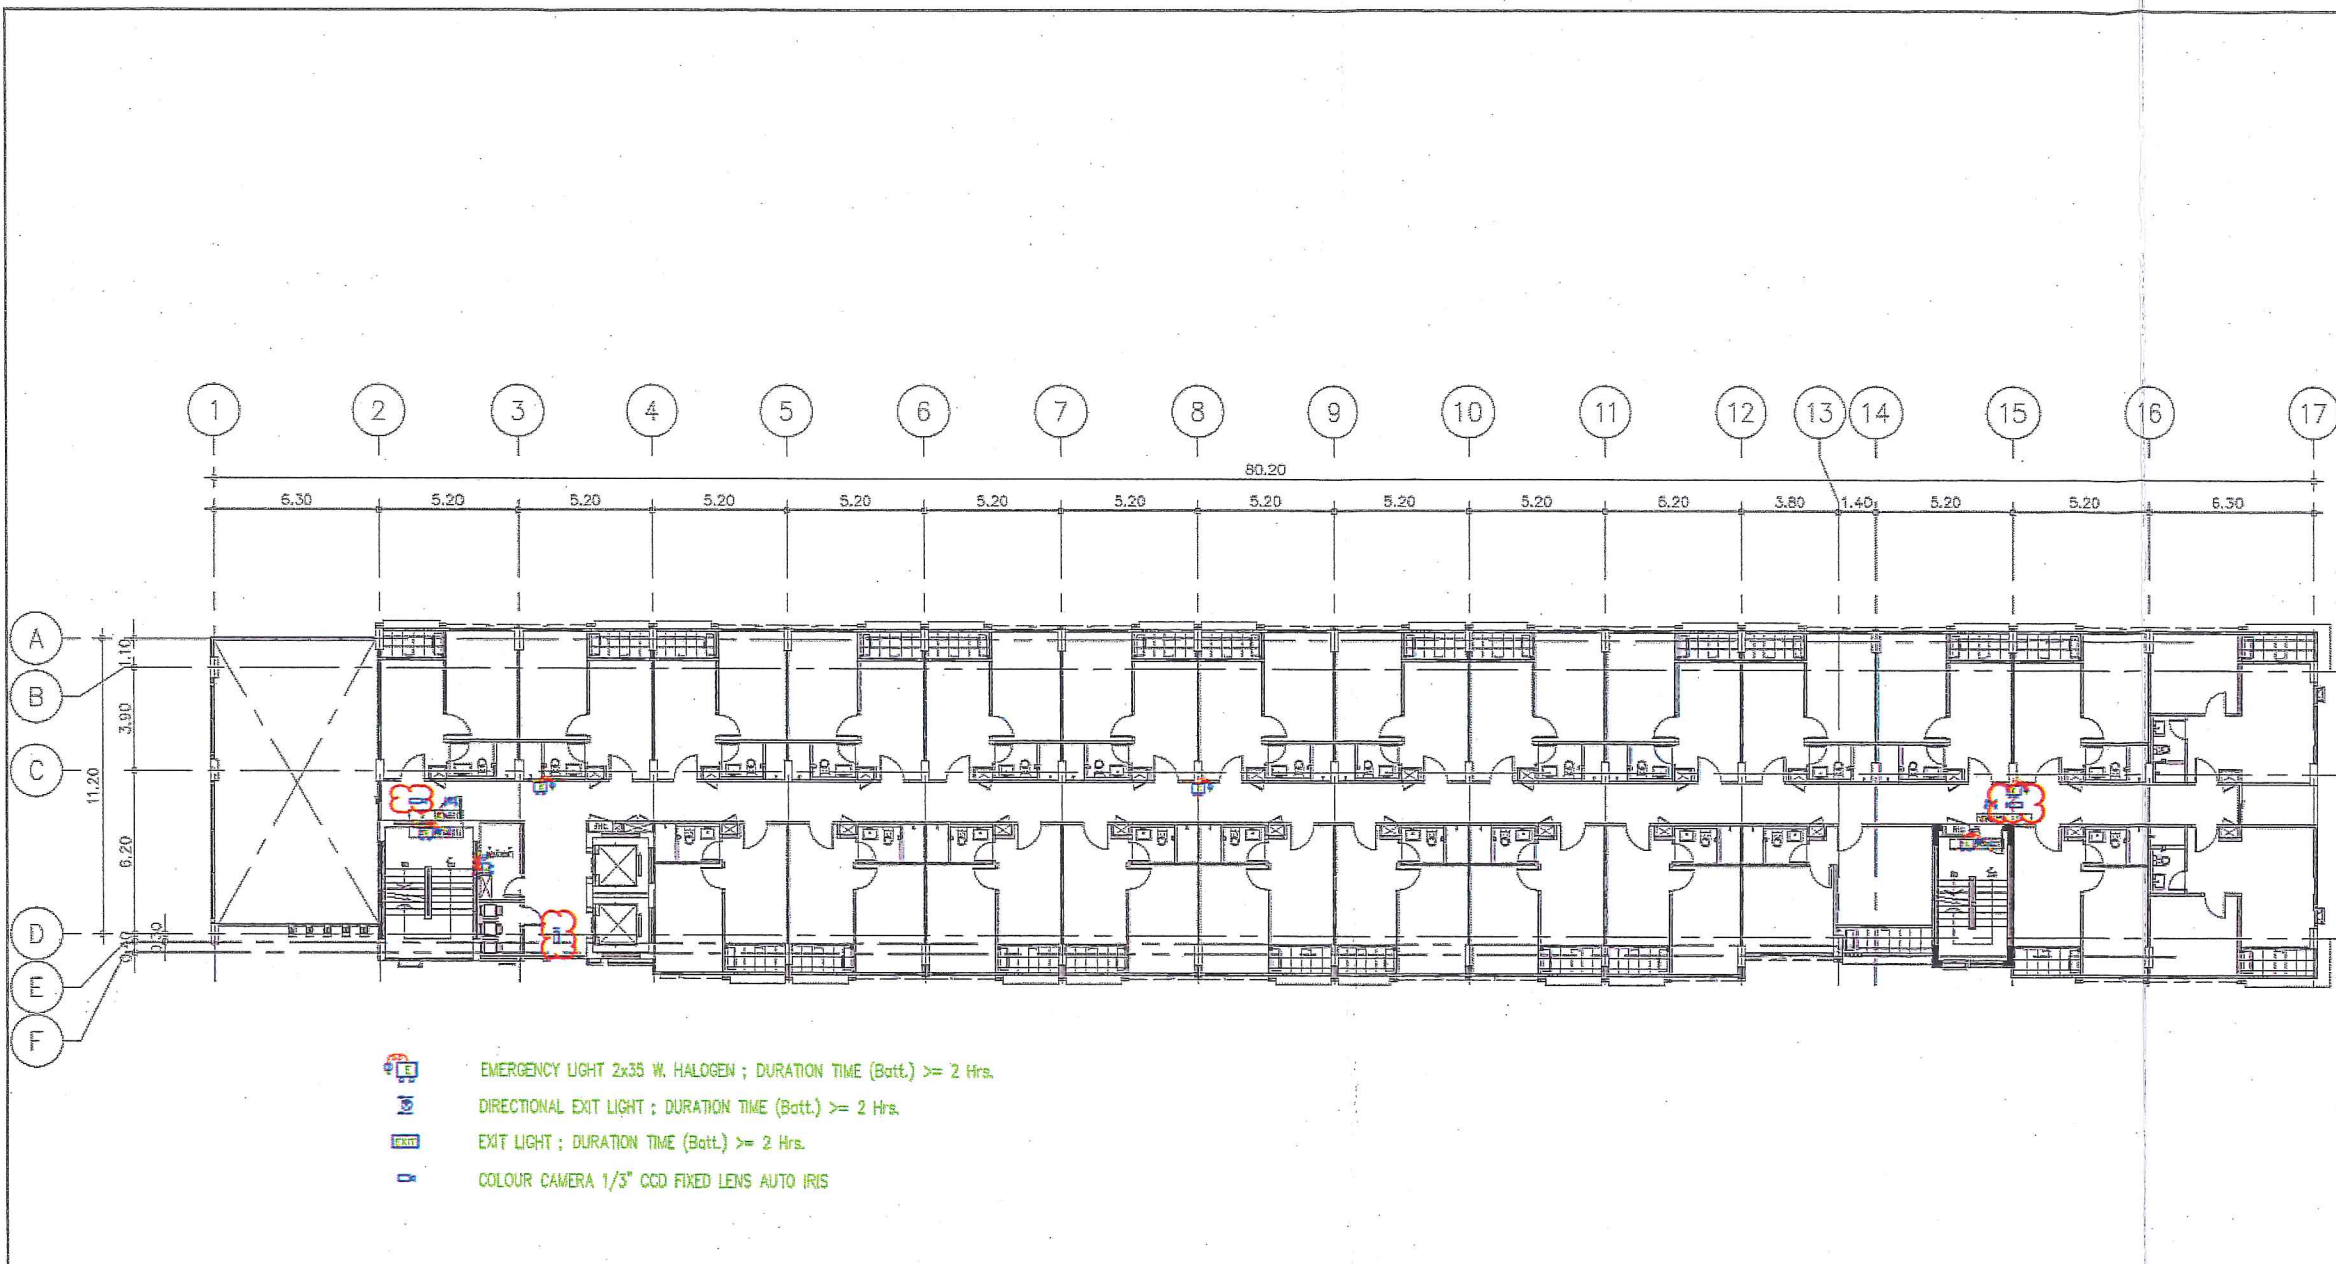 1 2 3 4 5 6 7 8 9 10 11 12 13 14 15 16 17
80.20
6.30 5.20 5.20 5.20 5.20 5.20 5.20 5.20 5.20 5.20 5.20 3.80 1.40 5.20 5.20 6.30
A
B
C
D
E
F
1.10
3.90
11.20
6.20
E
E
EMERGENCY LIGHT 2x35 W. HALOGEN ; DURATION TIME (Batt.) >= 2 Hrs.
DIRECTIONAL EXIT LIGHT ; DURATION TIME (Batt.) >= 2 Hrs.
EXIT
EXIT LIGHT ; DURATION TIME (Batt.) >= 2 Hrs.
COLOUR CAMERA 1/3" CCD FIXED LENS AUTO IRIS